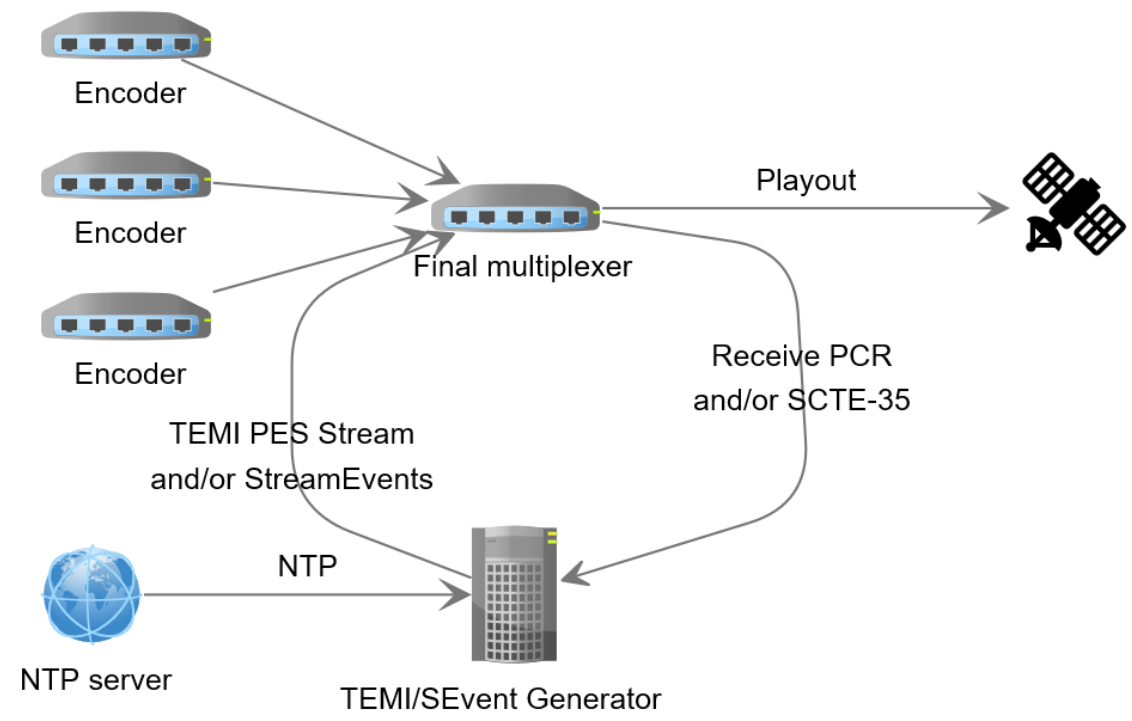 Encoder
Encoder
Encoder
Final multiplexer
Playout
Receive PCR
and/or SCTE-35
TEMI PES Stream
and/or StreamEvents
NTP
NTP server
TEMI/SEvent Generator